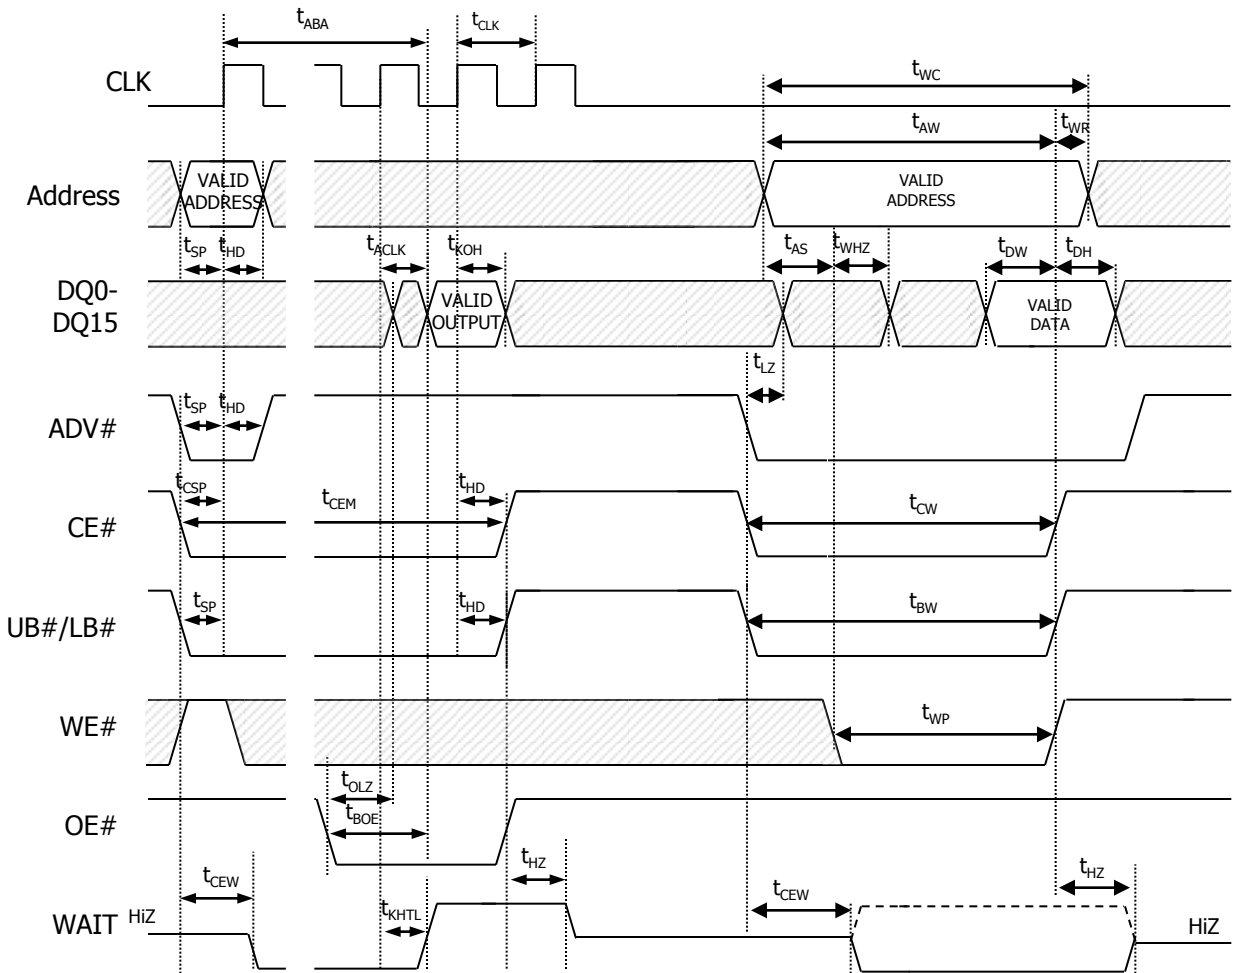 tABA
tCLK
CLK
tWC
tAW
tWR
Address
VALID
ADDRESS
VALID
ADDRESS
tSP
tHD
tACLK
tKOH
tAS
tWHZ
tDW
tDH
DQ0-
DQ15
VALID
OUTPUT
VALID
DATA
tLZ
ADV#
tSP
tHD
CE#
tCSP
tCEM
tHD
tCW
UB#/LB#
tSP
tHD
tBW
WE#
tWP
OE#
tOLZ
tBOE
tHZ
tHZ
WAIT
HiZ
tCEW
tKHTL
tCEW
HiZ